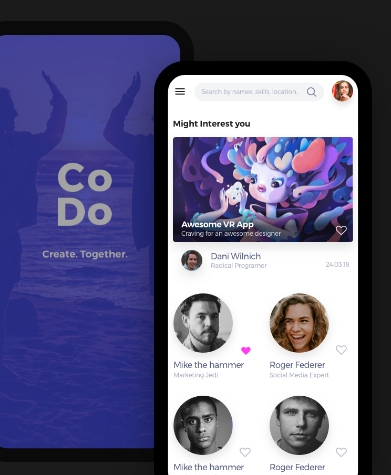 Co
Do
Create. Together.
Search by names, skills, location...
Might Interest you
Awesome VR App
Craving for an awesome designer
Dani Wilnich
Radical Programer
24.03.18
Mike the hammer
Marketing Jedi
Roger Federer
Social Media Expert
Mike the hammer
Roger Federer